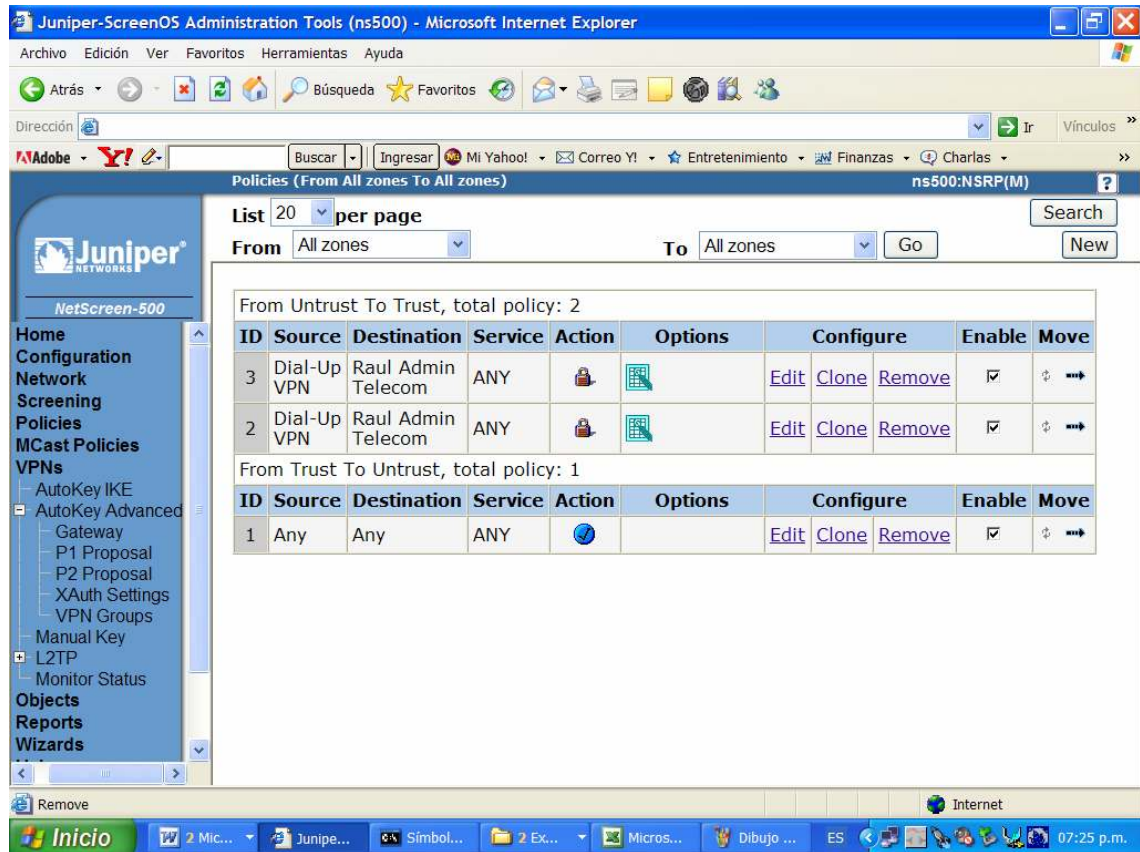 Juniper-ScreenOS Administration Tools (ns500) - Microsoft Internet Explorer
Archivo Edición Ver Favoritos Herramientas Ayuda
Atrás Búsqueda Favoritos
Dirección Ir Vínculos »
Adobe Y! Buscar Ingresar Mi Yahoo! Correo Y! Entretenimiento Finanzas Charlas »
Policies (From All zones To All zones) ns500:NSRP(M) ?
List 20 per page Search
From All zones To All zones Go New
Juniper
NETWORKS
NetScreen-500
Home
Configuration
Network
Screening
Policies
MCast Policies
VPNs
AutoKey IKE
AutoKey Advanced
Gateway
P1 Proposal
P2 Proposal
XAuth Settings
VPN Groups
Manual Key
L2TP
Monitor Status
Objects
Reports
Wizards
From Untrust To Trust, total policy: 2
ID Source Destination Service Action Options Configure Enable Move
3 Dial-Up VPN Raul Admin Telecom ANY Edit Clone Remove
2 Dial-Up VPN Raul Admin Telecom ANY Edit Clone Remove
From Trust To Untrust, total policy: 1
ID Source Destination Service Action Options Configure Enable Move
1 Any Any ANY Edit Clone Remove
Remove Internet
Inicio 2 Mic... Junipe... Símbol... 2 Ex... Micros... Dibujo ... ES 07:25 p.m.